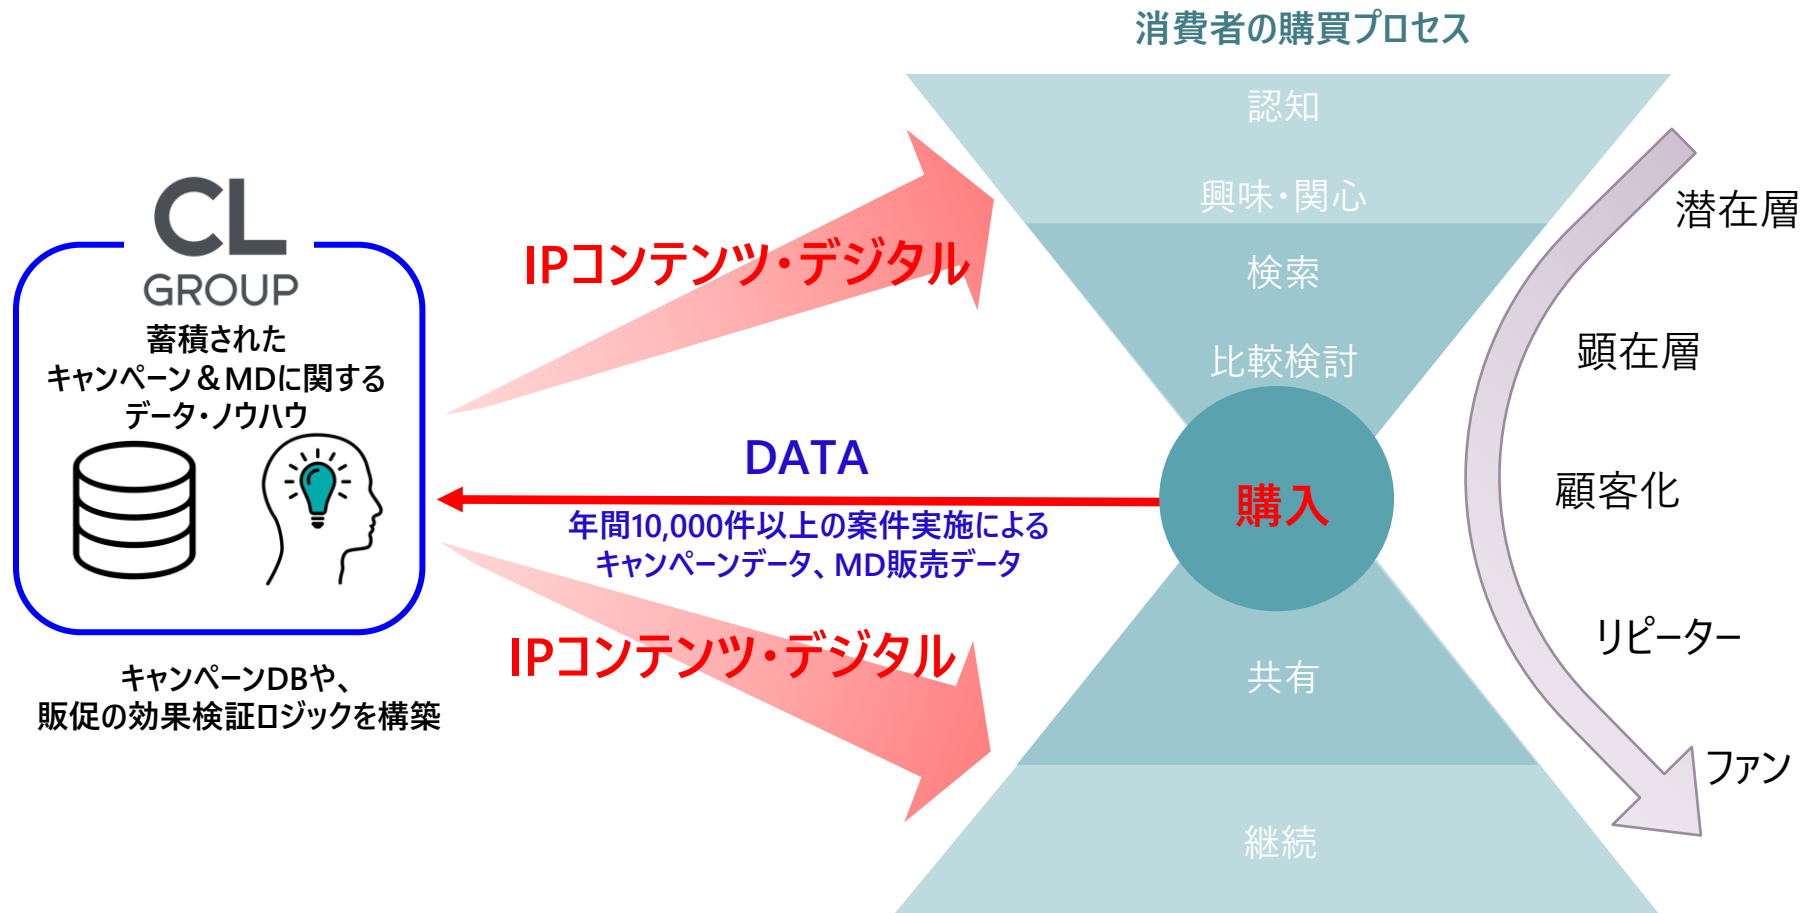 消費者の購買プロセス
認知
興味・関心
検索
比較検討
購入
共有
継続
潜在層
顕在層
顧客化
リピーター
ファン
CL
GROUP
蓄積された
キャンペーン＆MDに関する
データ・ノウハウ
キャンペーンDBや、
販促の効果検証ロジックを構築
IPコンテンツ・デジタル
DATA
年間10,000件以上の案件実施による
キャンペーンデータ、MD販売データ
IPコンテンツ・デジタル